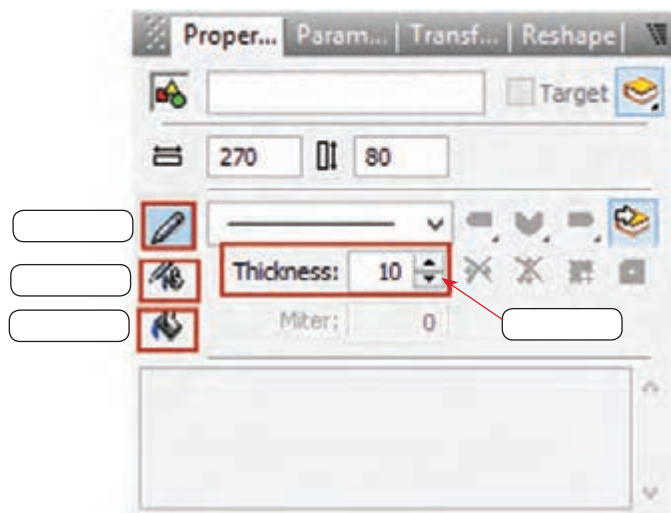 Proper... Param... | Transf... | Reshape |
Target
270 80
Thickness: 10
Miter: 0